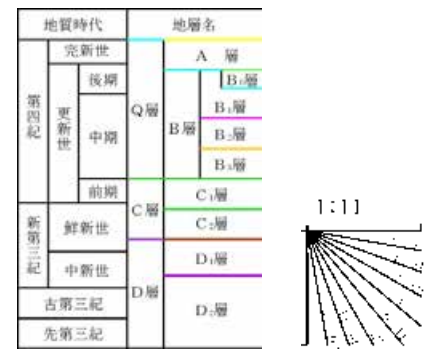 地質時代 地層名
完新世 A 層
第四紀 更新世 後期 Q層 B層 B₀層
中期 B₁層
B₂層
B₃層
前期 C層 C₁層
新第三紀 鮮新世 C₂層
中新世 D層 D₁層
古第三紀 D₂層
先第三紀
1:11